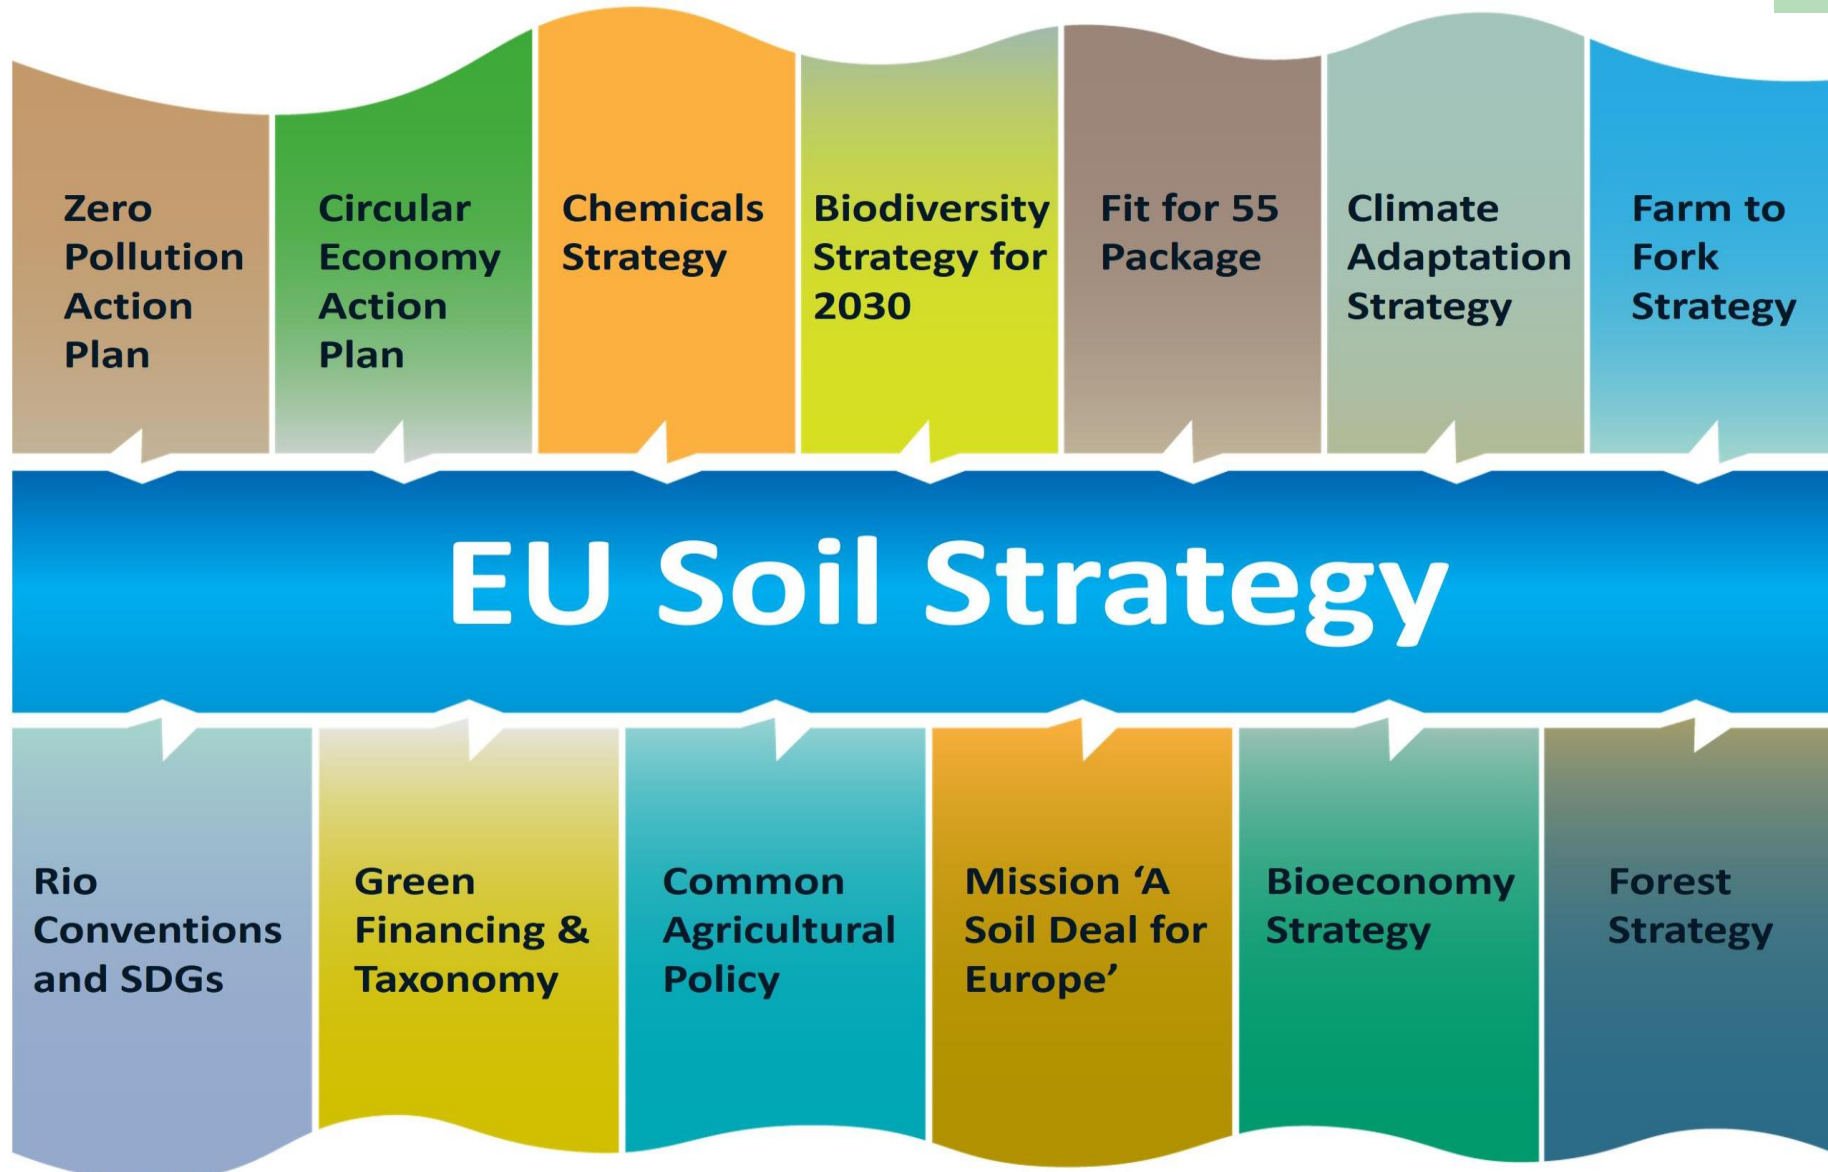 Zero
Pollution
Action
Plan
Circular
Economy
Action
Plan
Chemicals
Strategy
Biodiversity
Strategy for
2030
Fit for 55
Package
Climate
Adaptation
Strategy
Farm to
Fork
Strategy
EU Soil Strategy
Rio
Conventions
and SDGs
Green
Financing &
Taxonomy
Common
Agricultural
Policy
Mission ‘A
Soil Deal for
Europe’
Bioeconomy
Strategy
Forest
Strategy